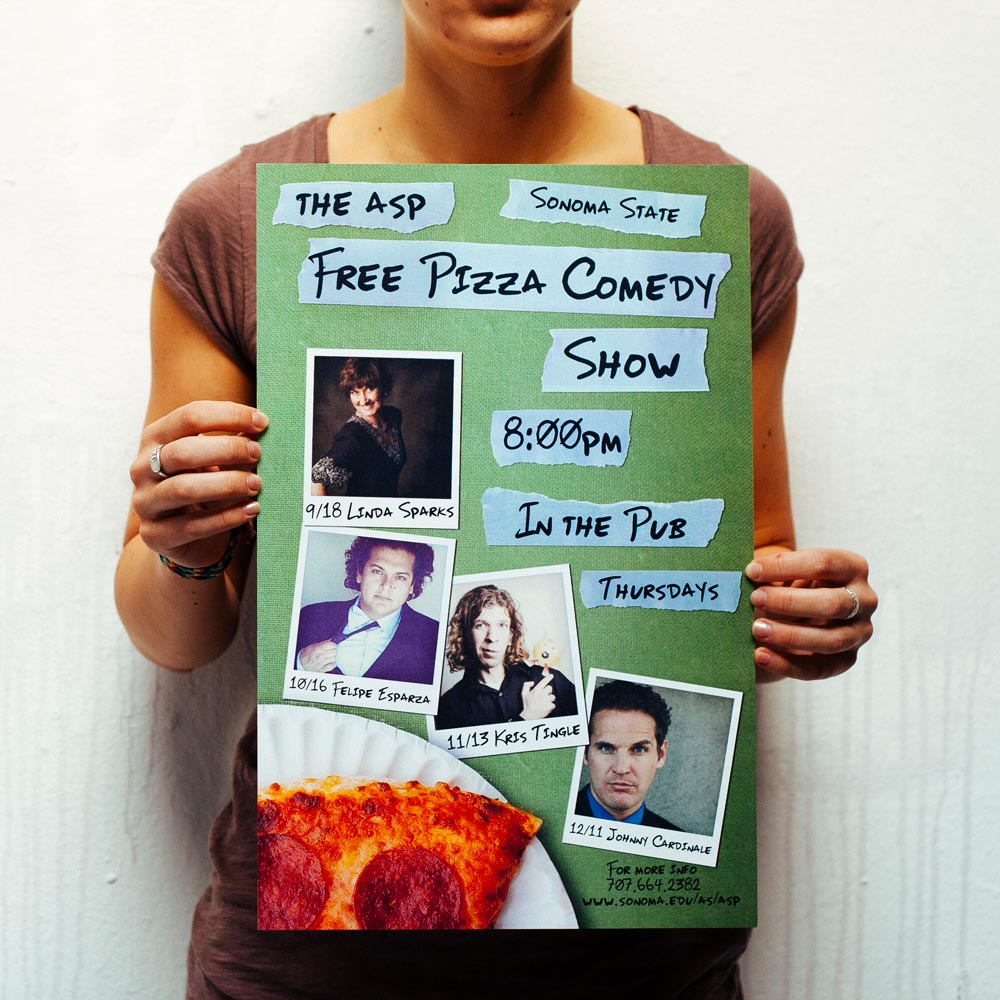 THE ASP
SONOMA STATE
FREE PIZZA COMEDY
SHOW
8:00PM
IN THE PUB
THURSDAYS
9/18 LINDA SPARKS
10/16 FELIPE ESPARZA
11/13 KRIS TINGLE
12/11 JOHNNY CARDINALE
FOR MORE INFO
707.664.2382
WWW.SONOMA.EDU/AS/ASP